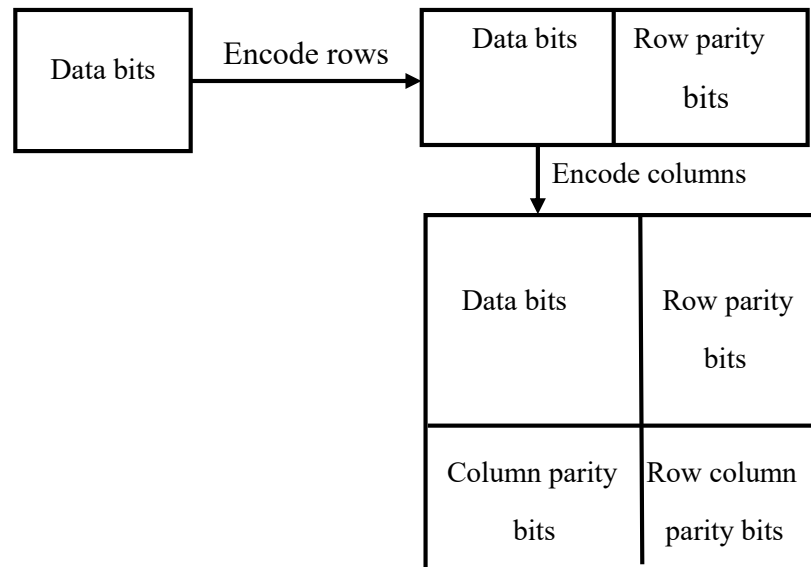 Data bits
Encode rows
Data bits
Row parity
bits
Encode columns
Data bits
Row parity
bits
Column parity
bits
Row column
parity bits